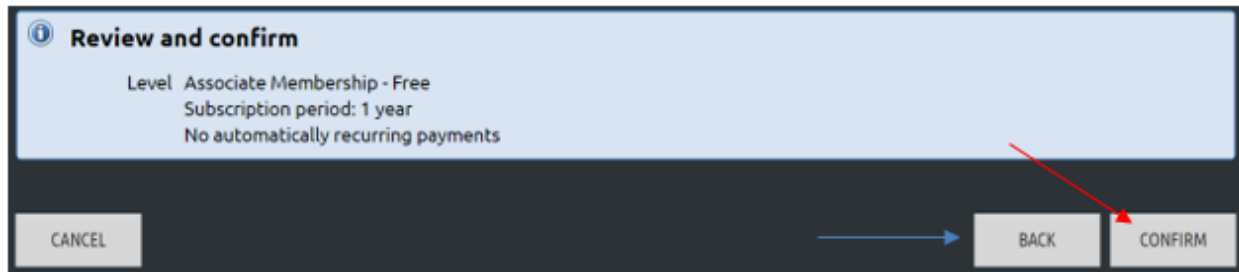 Review and confirm
Level Associate Membership - Free
Subscription period: 1 year
No automatically recurring payments
CANCEL BACK CONFIRM